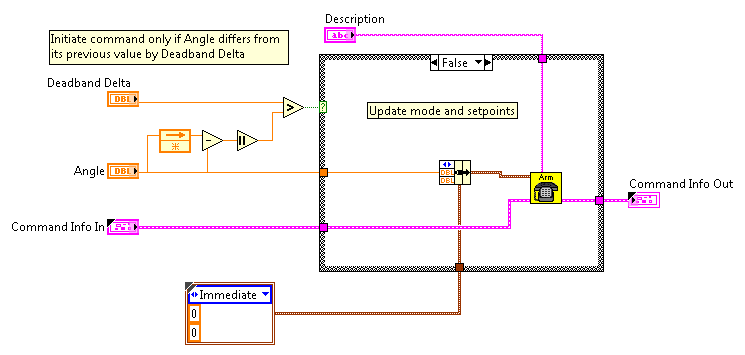 Description
Initiate command only if Angle differs from
its previous value by Deadband Delta
abc
False
Deadband Delta
DBL
>
?
Update mode and setpoints
-
Angle
DBL
DBL
DBL
Arm
Command Info Out
Command Info In
Immediate
0
0